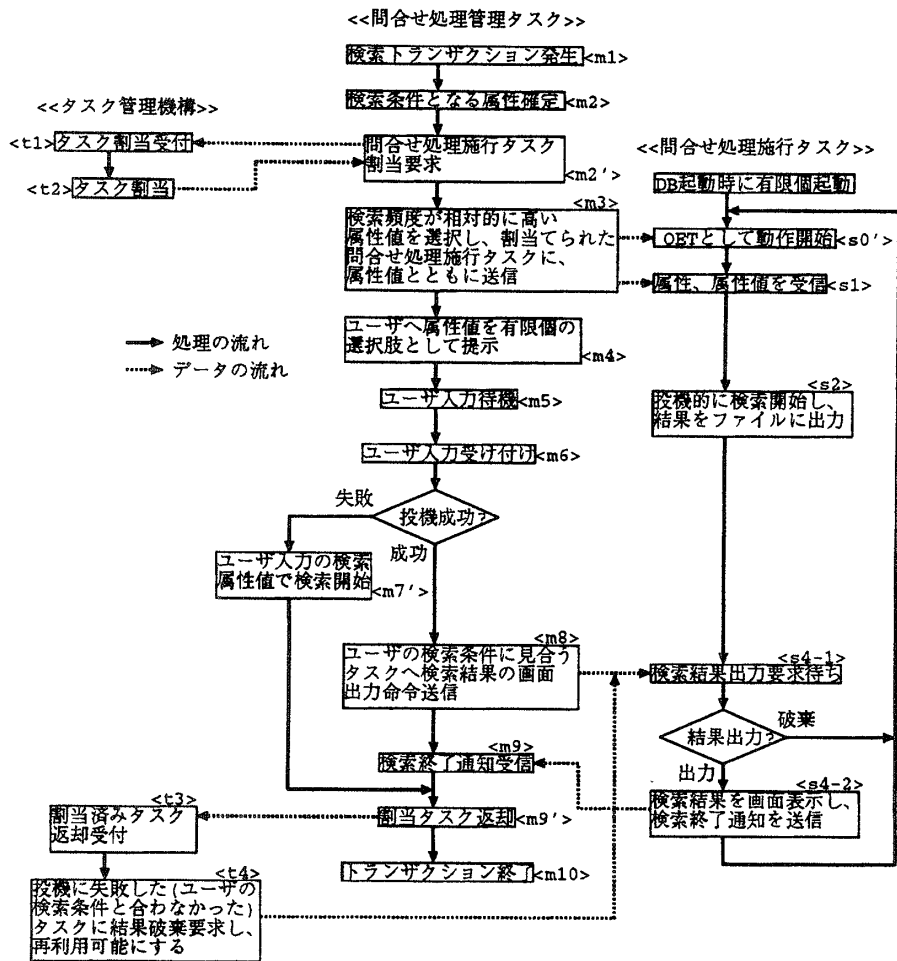 <<問合せ処理管理タスク>>
検索トランザクション発生<m1>
検索条件となる属性確定<m2>
<<タスク管理機構>>
<t1>タスク割当受付
<t2>タスク割当
問合せ処理施行タスク
割当要求
<m2'>
<<問合せ処理施行タスク>>
DB起動時に有限個起動
<m3>
検索頻度が相対的に高い
属性値を選択し、割当てられた
問合せ処理施行タスクに、
属性値とともに送信
OETとして動作開始<s0'>
属性、属性値を受信<s1>
処理の流れ
データの流れ
ユーザへ属性値を有限個の
選択肢として提示
<m4>
ユーザ入力待機<m5>
<s2>
投機的に検索開始し、
結果をファイルに出力
ユーザ入力受け付け<m6>
失敗
投機成功?
成功
ユーザ入力の検索
属性値で検索開始
<m7'>
<m8>
ユーザの検索条件に見合う
タスクへ検索結果の画面
出力命令送信
<s4-1>
検索結果出力要求待ち
結果出力?
破棄
出力
<m9>
検索終了通知受信
<s4-2>
検索結果を画面表示し、
検索終了通知を送信
<t3>
割当済みタスク
返却受付
割当タスク返却<m9'>
トランザクション終了<m10>
<t4>
投機に失敗した(ユーザの
検索条件と合わなかった)
タスクに結果破棄要求し、
再利用可能にする